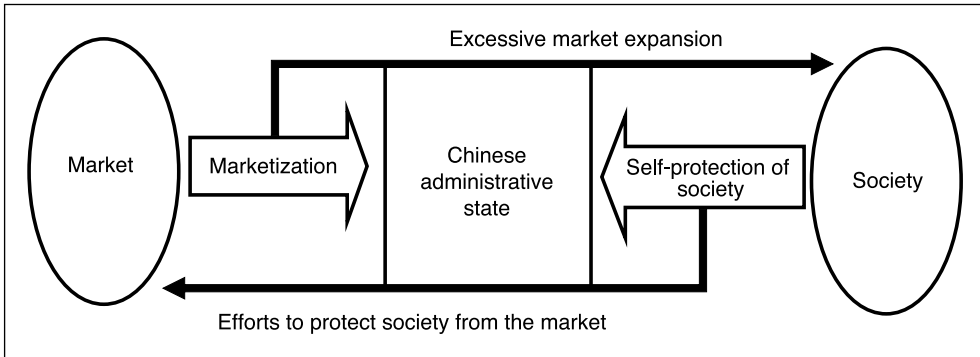 Excessive market expansion
Market
Marketization
Chinese
administrative
state
Self-protection of
society
Society
Efforts to protect society from the market